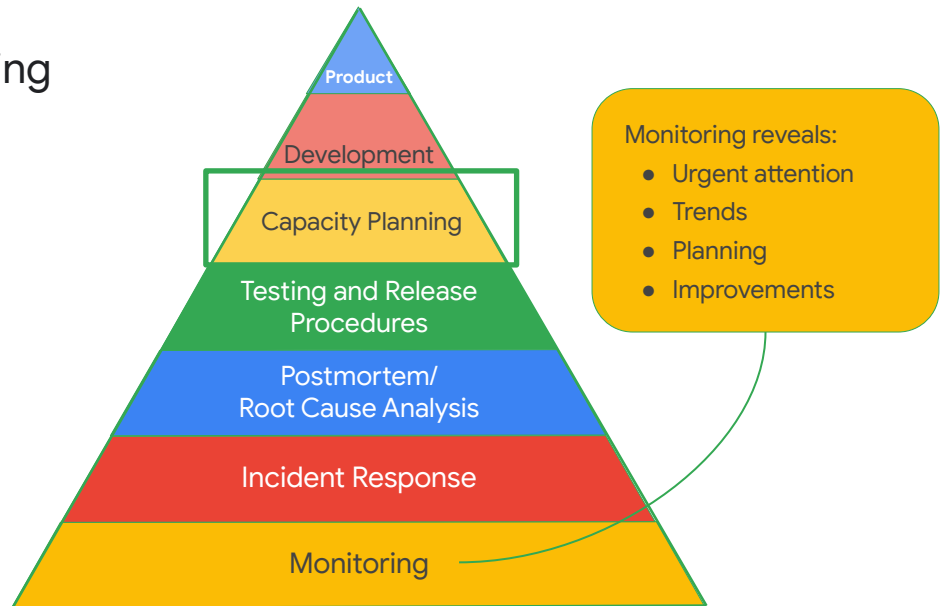 ing
Product
Development
Capacity Planning
Testing and Release
Procedures
Postmortem/
Root Cause Analysis
Incident Response
Monitoring
Monitoring reveals:
● Urgent attention
● Trends
● Planning
● Improvements